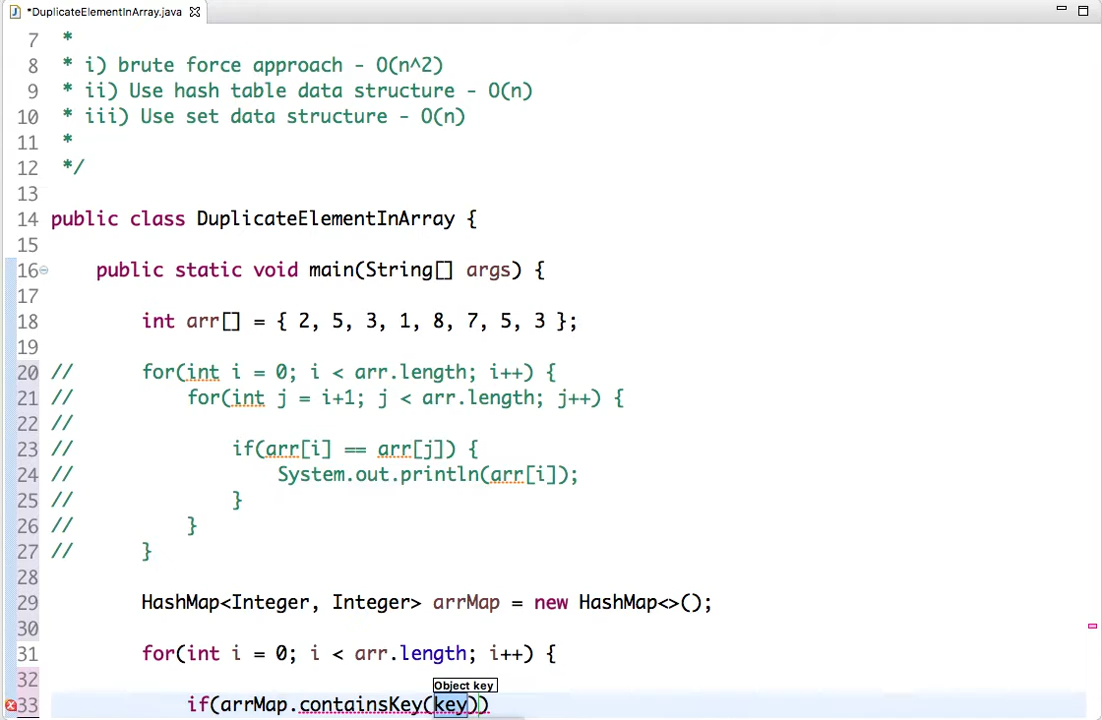 *DuplicateElementInArray.java
7 *
8 * i) brute force approach - O(n^2)
9 * ii) Use hash table data structure - O(n)
10 * iii) Use set data structure - O(n)
11 *
12 */
13
14 public class DuplicateElementInArray {
15
16 public static void main(String[] args) {
17
18 int arr[] = { 2, 5, 3, 1, 8, 7, 5, 3 };
19
20 // for(int i = 0; i < arr.length; i++) {
21 // for(int j = i+1; j < arr.length; j++) {
22 //
23 // if(arr[i] == arr[j]) {
24 // System.out.println(arr[i]);
25 // }
26 // }
27 // }
28
29 HashMap<Integer, Integer> arrMap = new HashMap<>();
30
31 for(int i = 0; i < arr.length; i++) {
32
Object key
33 if(arrMap.containsKey(key))